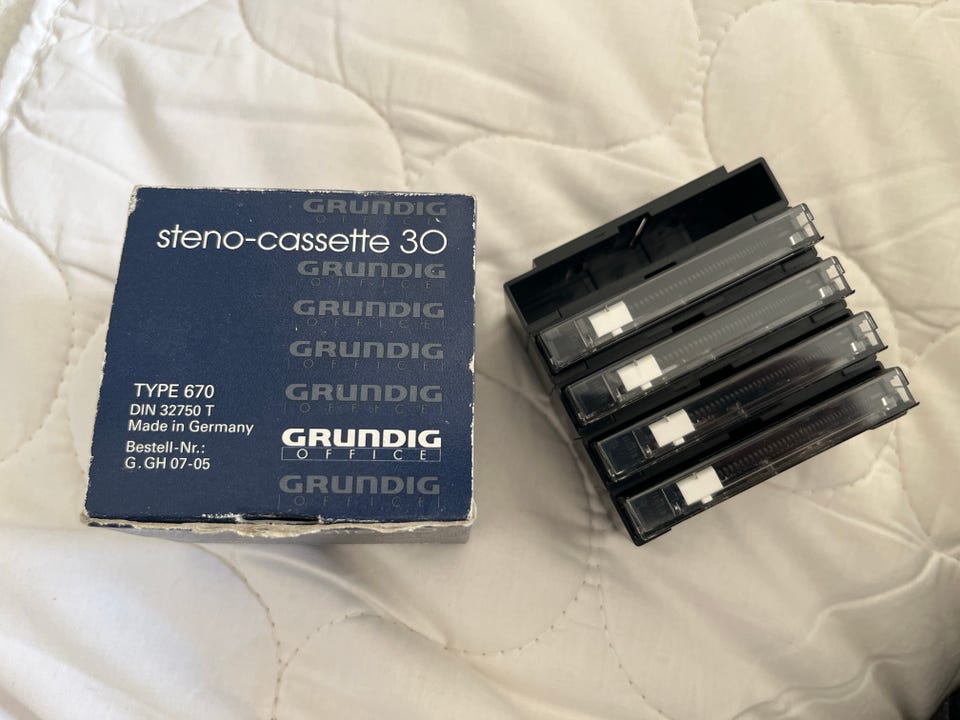 GRUNDIG
OFFICE
steno-cassette 30
GRUNDIG
OFFICE
GRUNDIG
OFFICE
GRUNDIG
OFFICE
GRUNDIG
OFFICE
TYPE 670
DIN 32750 T
Made in Germany
Bestell-Nr.:
G.GH 07-05
GRUNDIG
OFFICE
GRUNDIG
OFFICE